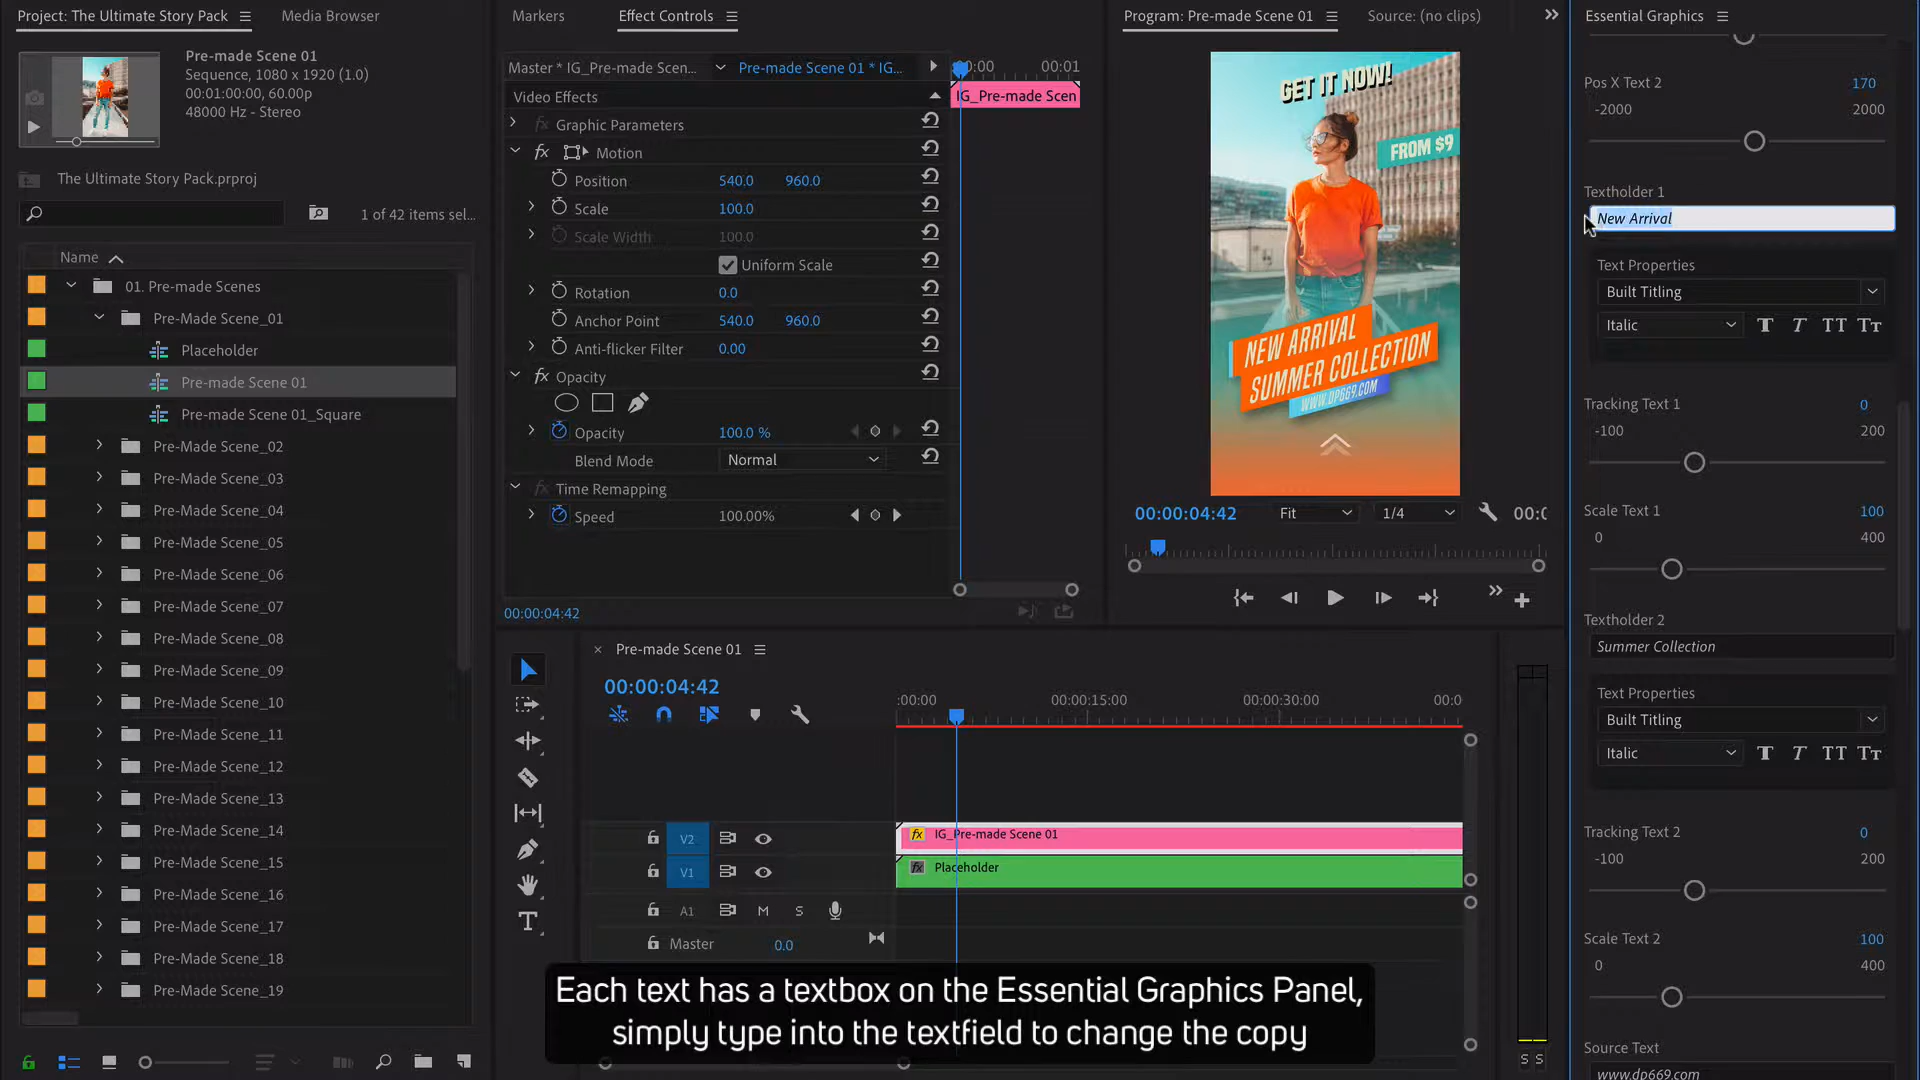 Project: The Ultimate Story Pack
Media Browser
Pre-made Scene 01
Sequence, 1080 x 1920 (1.0)
00:01:00:00, 60.00p
48000 Hz - Stereo
The Ultimate Story Pack.prproj
1 of 42 items sel...
Name
01. Pre-made Scenes
Pre-Made Scene_01
Placeholder
Pre-made Scene 01
Pre-made Scene 01_Square
Pre-Made Scene_02
Pre-Made Scene_03
Pre-Made Scene_04
Pre-Made Scene_05
Pre-Made Scene_06
Pre-Made Scene_07
Pre-Made Scene_08
Pre-Made Scene_09
Pre-Made Scene_10
Pre-Made Scene_11
Pre-Made Scene_12
Pre-Made Scene_13
Pre-Made Scene_14
Pre-Made Scene_15
Pre-Made Scene_16
Pre-Made Scene_17
Pre-Made Scene_18
Pre-Made Scene_19
Markers
Effect Controls
Master * IG_Pre-made Scen...
Pre-made Scene 01 * IG...
:00:00 00:01
Video Effects
IG_Pre-made Scen
fx Graphic Parameters
fx Motion
Position 540.0 960.0
Scale 100.0
Scale Width 100.0
Uniform Scale
Rotation 0.0
Anchor Point 540.0 960.0
Anti-flicker Filter 0.00
fx Opacity
Opacity 100.0 %
Blend Mode Normal
fx Time Remapping
Speed 100.00%
00:00:04:42
Program: Pre-made Scene 01
Source: (no clips)
GET IT NOW!
FROM $9
NEW ARRIVAL
SUMMER COLLECTION
WWW.DP669.COM
00:00:04:42 Fit 1/4 00:0
Pre-made Scene 01
00:00:04:42
:00:00 00:00:15:00 00:00:30:00 00:0
V2 fx IG_Pre-made Scene 01
V1 fx Placeholder
A1 M S
Master 0.0
S S
Each text has a textbox on the Essential Graphics Panel,
simply type into the textfield to change the copy
Essential Graphics
Pos X Text 2 170
-2000 2000
Textholder 1
New Arrival
Text Properties
Built Titling
Italic T T TT Tт
Tracking Text 1 0
-100 200
Scale Text 1 100
0 400
Textholder 2
Summer Collection
Text Properties
Built Titling
Italic T T TT Tт
Tracking Text 2 0
-100 200
Scale Text 2 100
0 400
Source Text
www.dp669.com